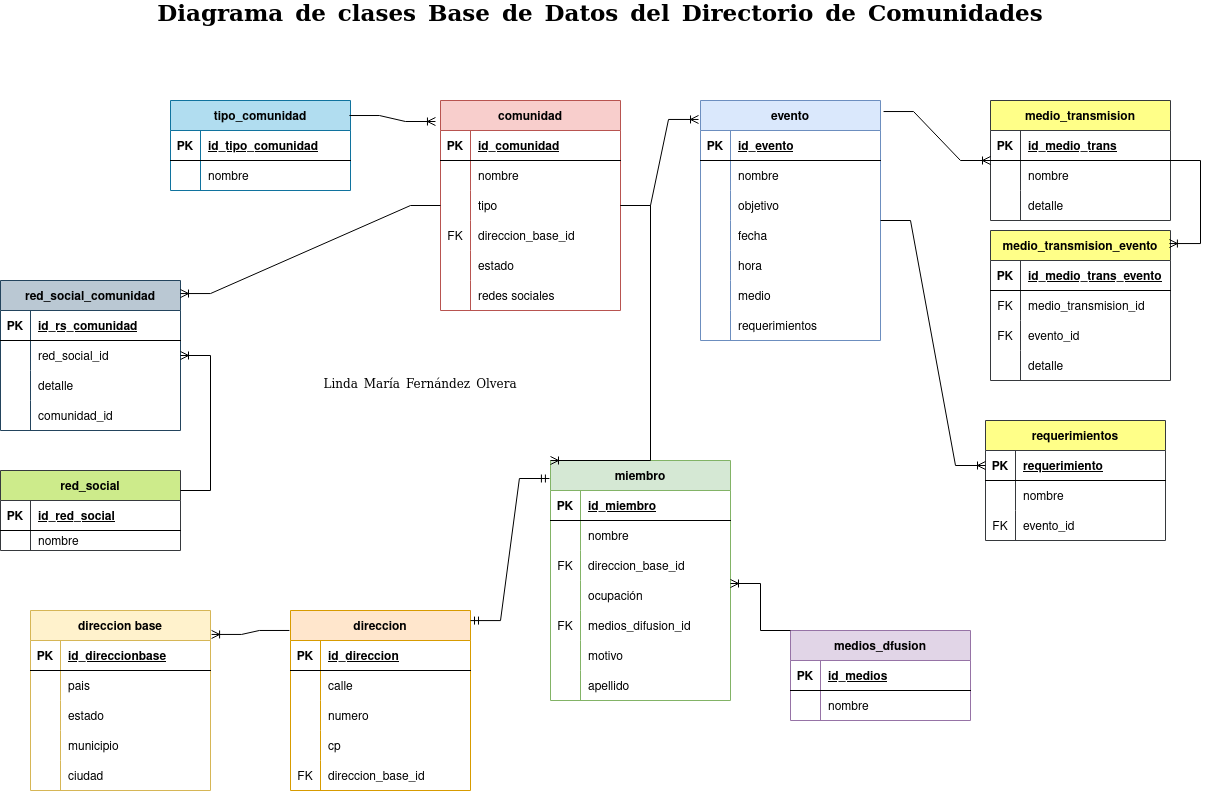 Diagrama de clases Base de Datos del Directorio de Comunidades
tipo_comunidad
PK id_tipo_comunidad
nombre
comunidad
PK id_comunidad
nombre
tipo
FK direccion_base_id
estado
redes sociales
evento
PK id_evento
nombre
objetivo
fecha
hora
medio
requerimientos
medio_transmision
PK id_medio_trans
nombre
detalle
medio_transmision_evento
PK id_medio_trans_evento
FK medio_transmision_id
FK evento_id
detalle
red_social_comunidad
PK id_rs_comunidad
red_social_id
detalle
comunidad_id
Linda María Fernández Olvera
requerimientos
PK requerimiento
nombre
FK evento_id
red_social
PK id_red_social
nombre
miembro
PK id_miembro
nombre
FK direccion_base_id
ocupación
FK medios_difusion_id
motivo
apellido
direccion base
PK id_direccionbase
pais
estado
municipio
ciudad
direccion
PK id_direccion
calle
numero
cp
FK direccion_base_id
medios_dfusion
PK id_medios
nombre